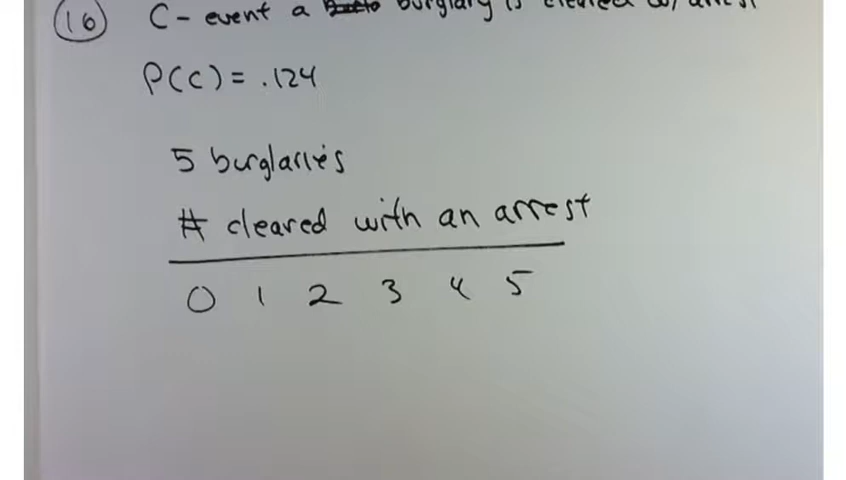 (16) C - event a burglary is cleared w/ arrest
P(C) = .124
5 burglaries
# cleared with an arrest
0 1 2 3 4 5